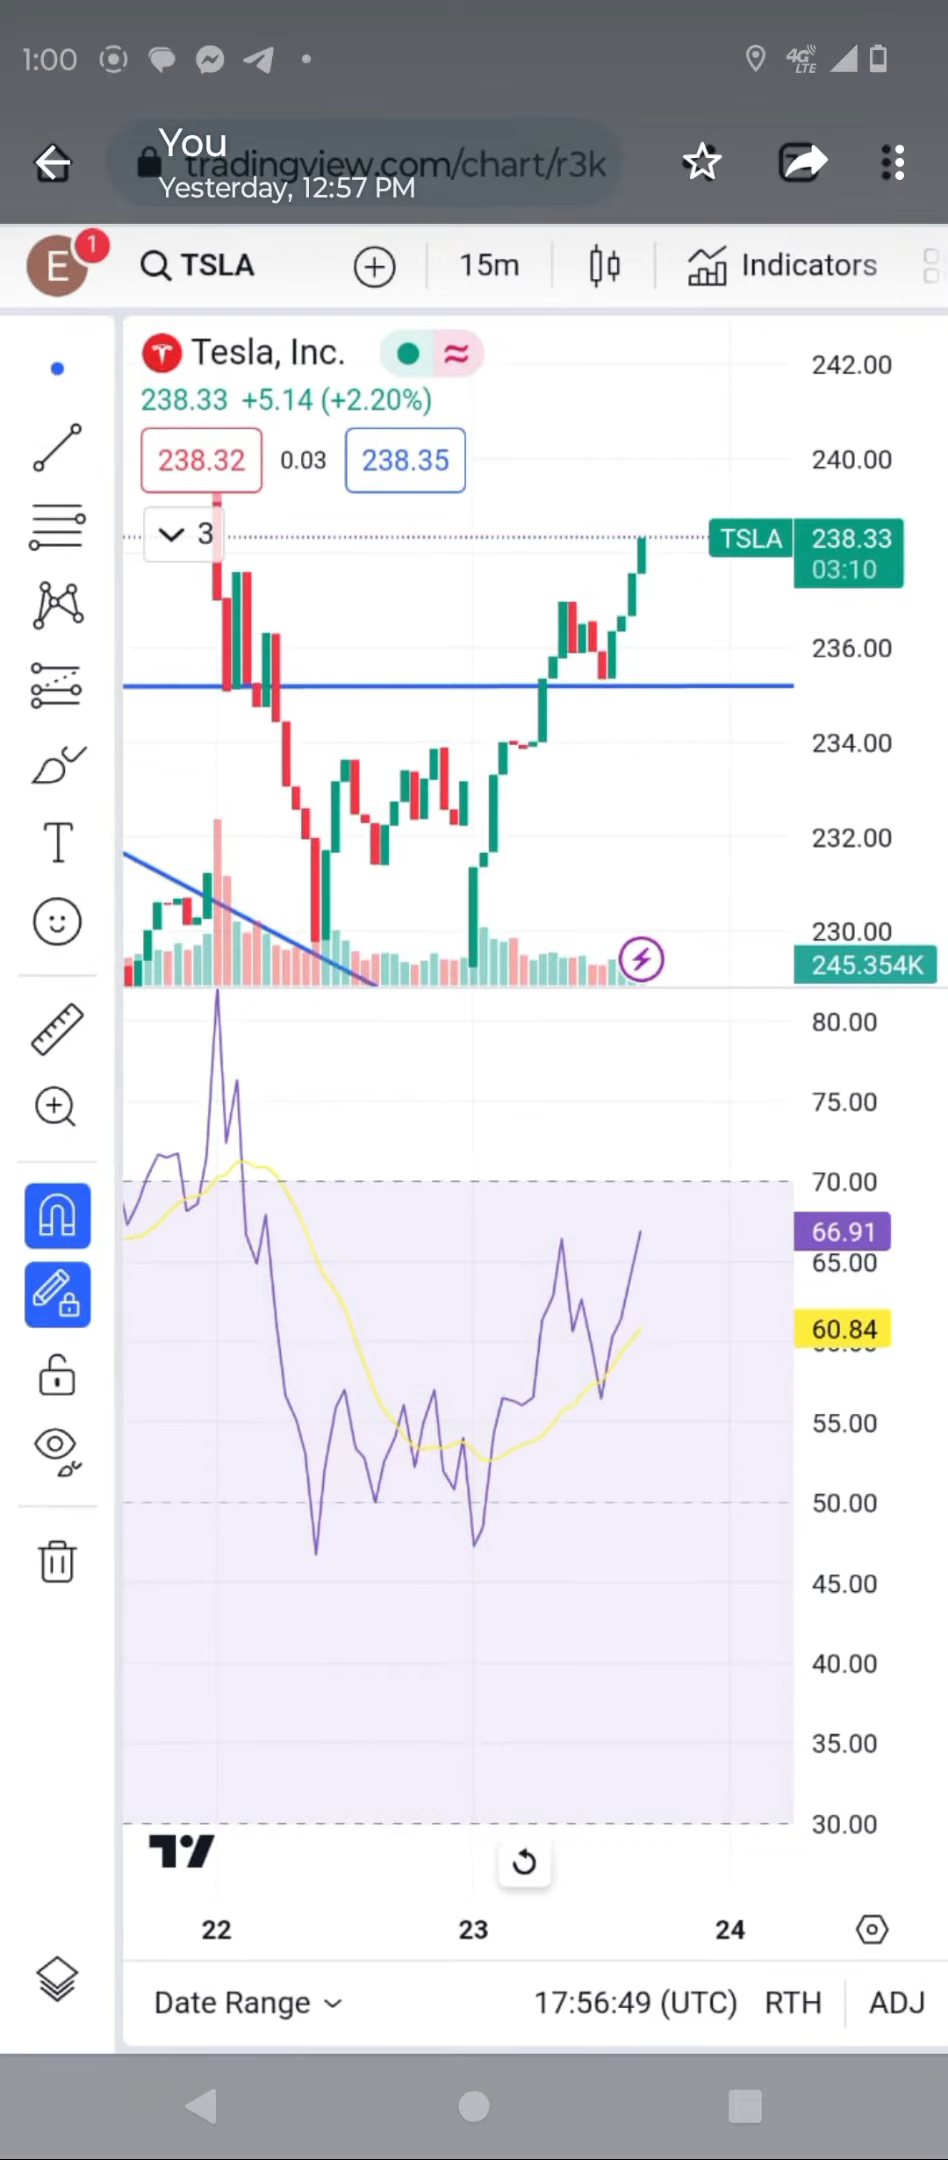 1:00
4G
LTE
You
tradingview.com/chart/r3k
Yesterday, 12:57 PM
E
1
TSLA
15m
Indicators
Tesla, Inc.
238.33 +5.14 (+2.20%)
238.32
0.03
238.35
3
242.00
240.00
TSLA
238.33
03:10
236.00
234.00
232.00
230.00
245.354K
80.00
75.00
70.00
66.91
65.00
60.84
55.00
50.00
45.00
40.00
35.00
30.00
22
23
24
Date Range
17:56:49 (UTC)
RTH
ADJ